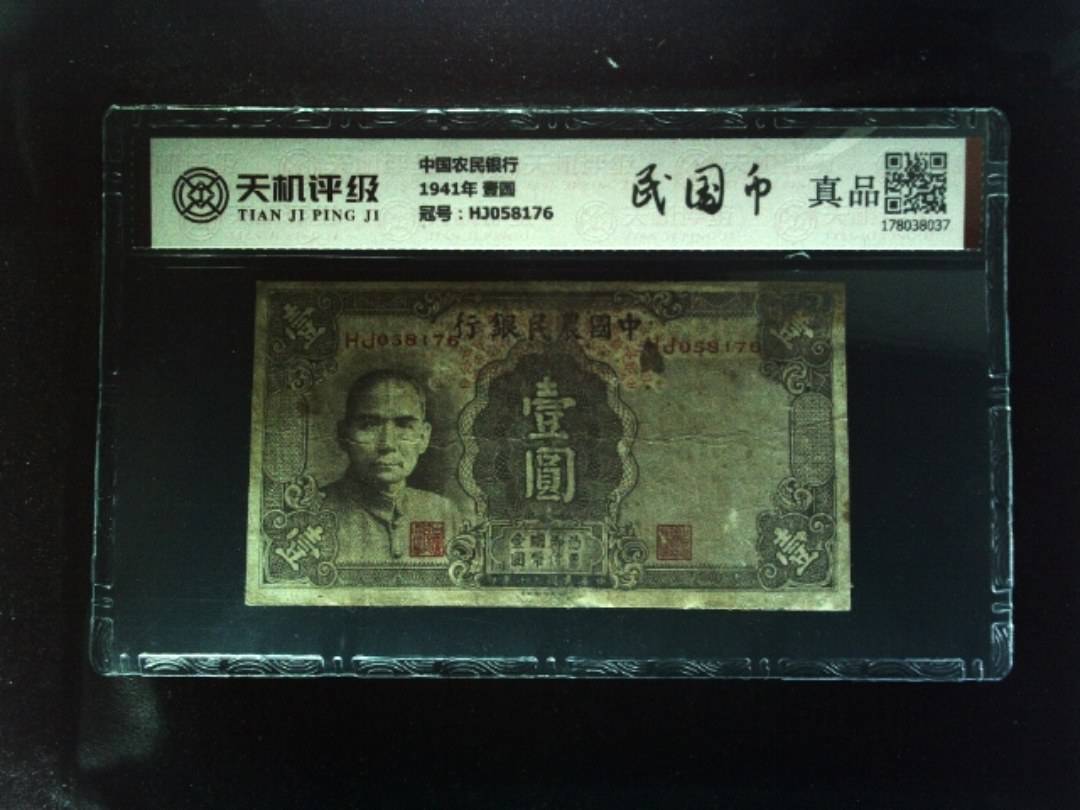 天机评级
TIAN JI PING JI
中国农民银行
1941年 壹圆
冠号：HJ058176
民国币
真品
178038037
行銀民農國中
HJ058176
HJ058176
壹
壹
壹圓
壹
壹